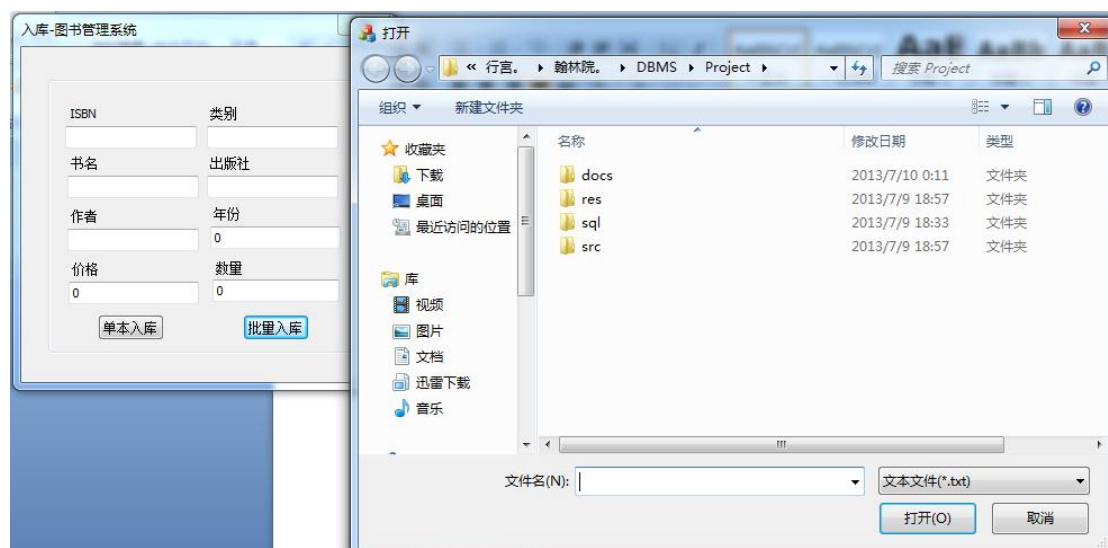 入库-图书管理系统
ISBN
类别
书名
出版社
作者
年份
0
价格
数量
0
0
单本入库
批量入库
打开
« 行宫。 翰林院。 DBMS Project
搜索 Project
组织
新建文件夹
名称
修改日期
类型
收藏夹
下载
桌面
最近访问的位置
库
视频
图片
文档
迅雷下载
音乐
docs 2013/7/10 0:11 文件夹
res 2013/7/9 18:57 文件夹
sql 2013/7/9 18:33 文件夹
src 2013/7/9 18:57 文件夹
文件名(N):
文本文件(*.txt)
打开(O)
取消